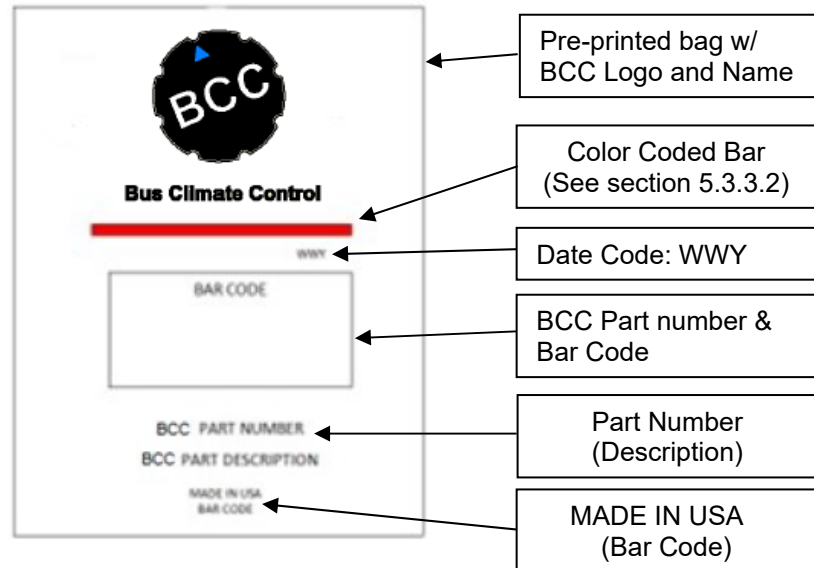 BCC
Bus Climate Control
WWY
BAR CODE
BCC PART NUMBER
BCC PART DESCRIPTION
MADE IN USA
BAR CODE
Pre-printed bag w/
BCC Logo and Name
Color Coded Bar
(See section 5.3.3.2)
Date Code: WWY
BCC Part number &
Bar Code
Part Number
(Description)
MADE IN USA
(Bar Code)